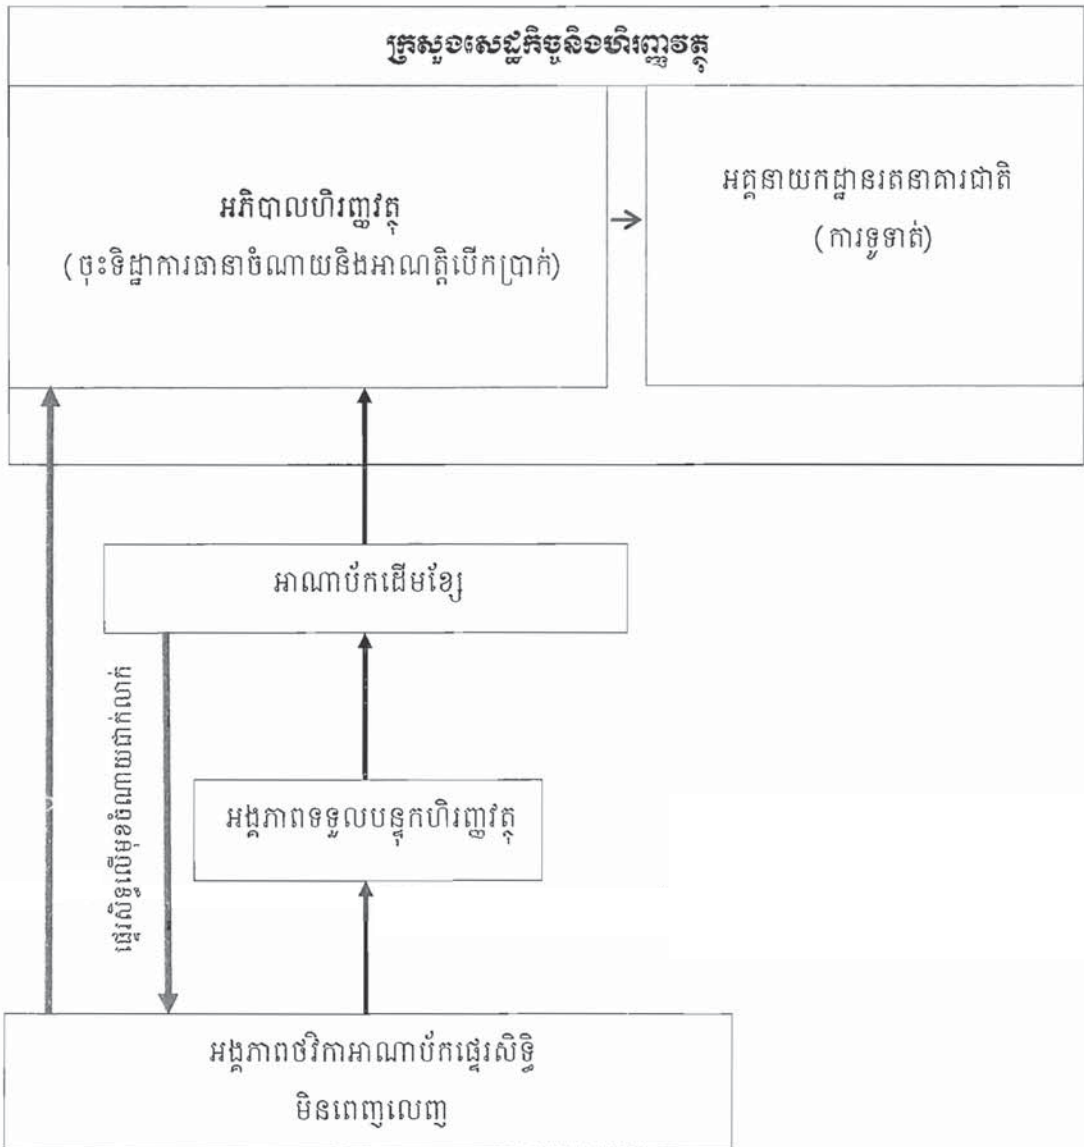 ក្រសួងសេដ្ឋកិច្ចនិងហិរញ្ញវត្ថុ
អភិបាលហិរញ្ញវត្ថុ
(ចុះទិដ្ឋាការធានាចំណាយនិងអាណត្តិបើកប្រាក់)
អគ្គនាយកដ្ឋានរតនាគារជាតិ
(ការទូទាត់)
អាណាប័កដើមខ្សែ
ផ្ទេរសិទ្ធលើមុខចំណាយជាក់លាក់
អង្គភាពទទួលបន្ទុកហិរញ្ញវត្ថុ
អង្គភាពថវិកាអាណាប័កផ្ទេរសិទ្ធិ
មិនពេញលេញ